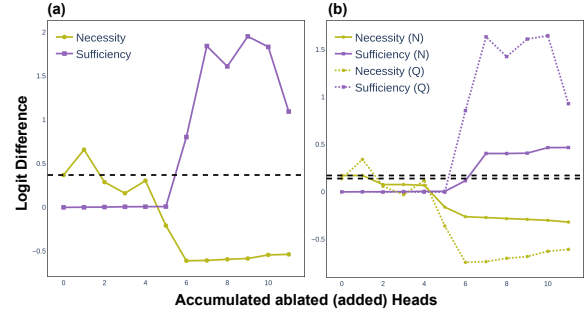 (a)
(b)
Necessity
Sufficiency
Necessity (N)
Sufficiency (N)
Necessity (Q)
Sufficiency (Q)
Logit Difference
2
1.5
1
0.5
0
−0.5
1.5
1
0.5
0
−0.5
0 2 4 6 8 10
0 2 4 6 8 10
Accumulated ablated (added) Heads